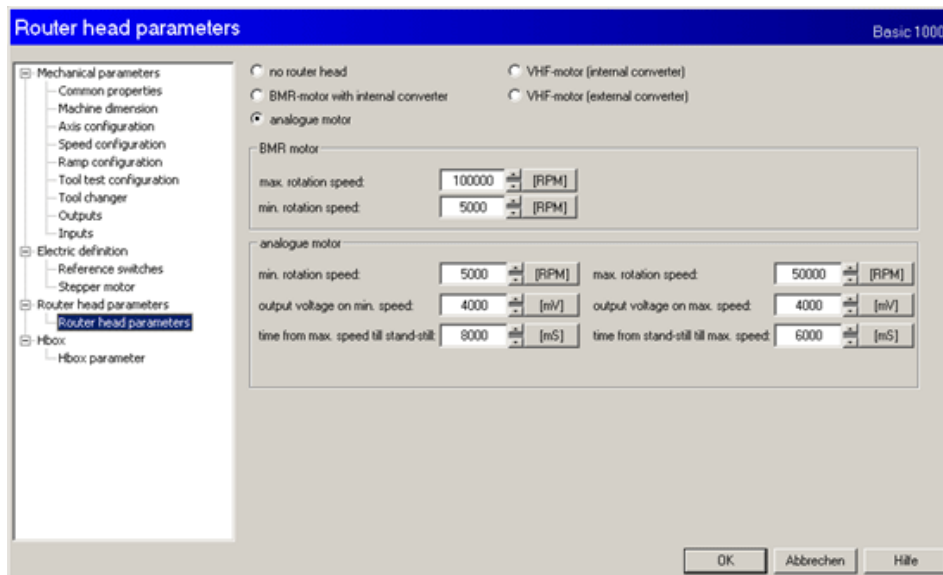 Router head parameters
Basic 1000
Mechanical parameters
Common properties
Machine dimension
Axis configuration
Speed configuration
Ramp configuration
Tool test configuration
Tool changer
Outputs
Inputs
Electric definition
Reference switches
Stepper motor
Router head parameters
Router head parameters
Hbox
Hbox parameter
no router head
VHF-motor (internal converter)
BMR-motor with internal converter
VHF-motor (external converter)
analogue motor
BMR motor
max. rotation speed: 100000 [RPM]
min. rotation speed: 5000 [RPM]
analogue motor
min. rotation speed: 5000 [RPM] max. rotation speed: 50000 [RPM]
output voltage on min. speed: 4000 [mV] output voltage on max. speed: 4000 [mV]
time from max. speed till stand-still: 8000 [mS] time from stand-still till max. speed: 6000 [mS]
OK Abbrechen Hilfe